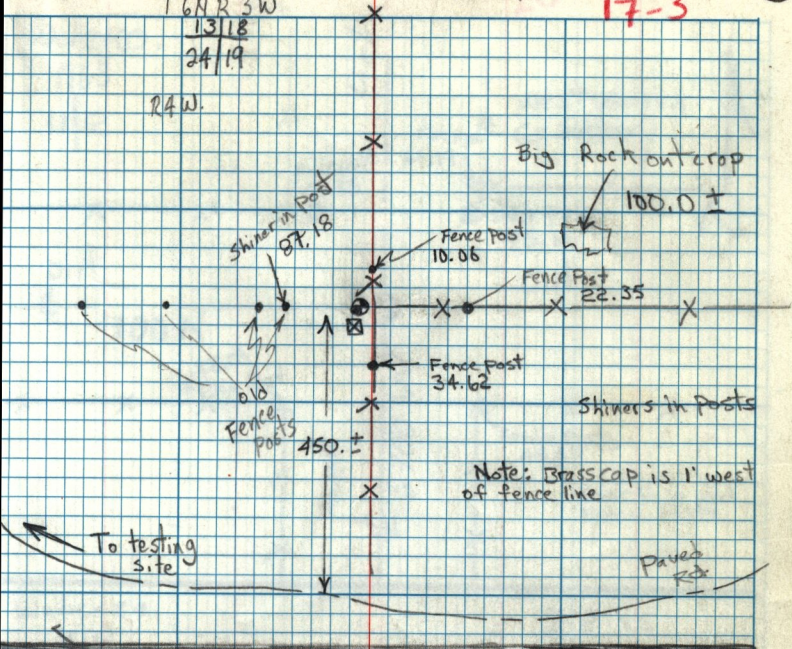 T6N R3W
17-3
13|18
24|19
R4W.
Big Rock outcrop
100.0 ±
Shiner in post
87.18
Fence post
10.06
Fence Post
22.35
Fence post
34.62
old
Fence
Posts
450.±
Shiners in posts
Note: Brass cap is 1' west
of fence line
To testing
site
Paved
Rd.